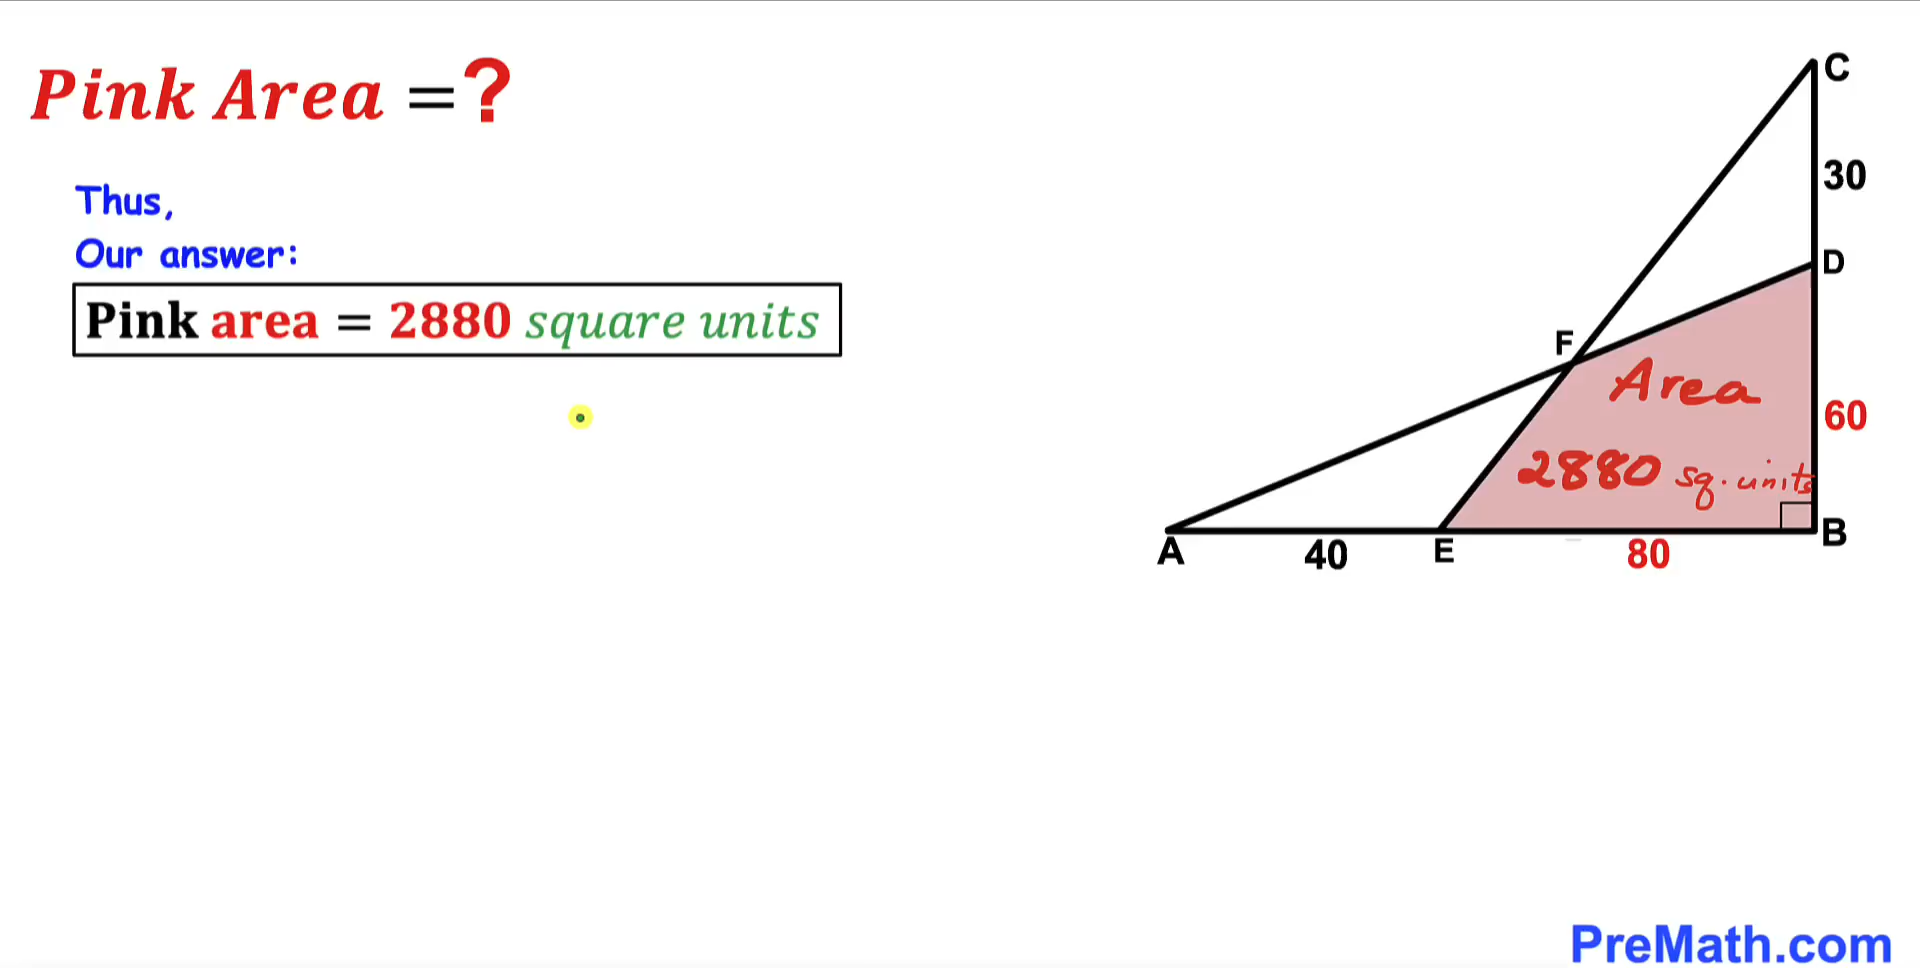 Pink Area =?
Thus,
Our answer:
Pink area = 2880 square units
C
30
D
F
Area
60
2880 sq. units
B
A
40
E
80
PreMath.com